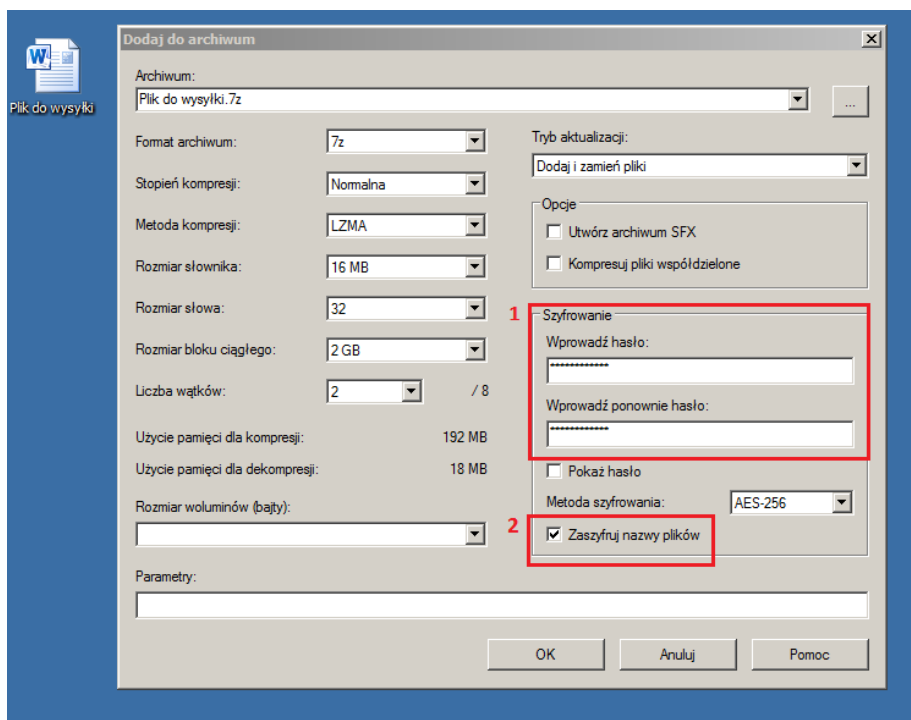 Plik do wysyłki
Dodaj do archiwum
Archiwum:
Plik do wysyłki.7z
...
Format archiwum:
7z
Stopień kompresji:
Normalna
Metoda kompresji:
LZMA
Rozmiar słownika:
16 MB
Rozmiar słowa:
32
Rozmiar bloku ciągłego:
2 GB
Liczba wątków:
2
/ 8
Użycie pamięci dla kompresji:
192 MB
Użycie pamięci dla dekompresji:
18 MB
Rozmiar woluminów (bajty):
Tryb aktualizacji:
Dodaj i zamień pliki
Opcje
Utwórz archiwum SFX
Kompresuj pliki współdzielone
1
Szyfrowanie
Wprowadź hasło:
************
Wprowadź ponownie hasło:
************
Pokaż hasło
Metoda szyfrowania:
AES-256
2
Zaszyfruj nazwy plików
Parametry:
OK
Anuluj
Pomoc